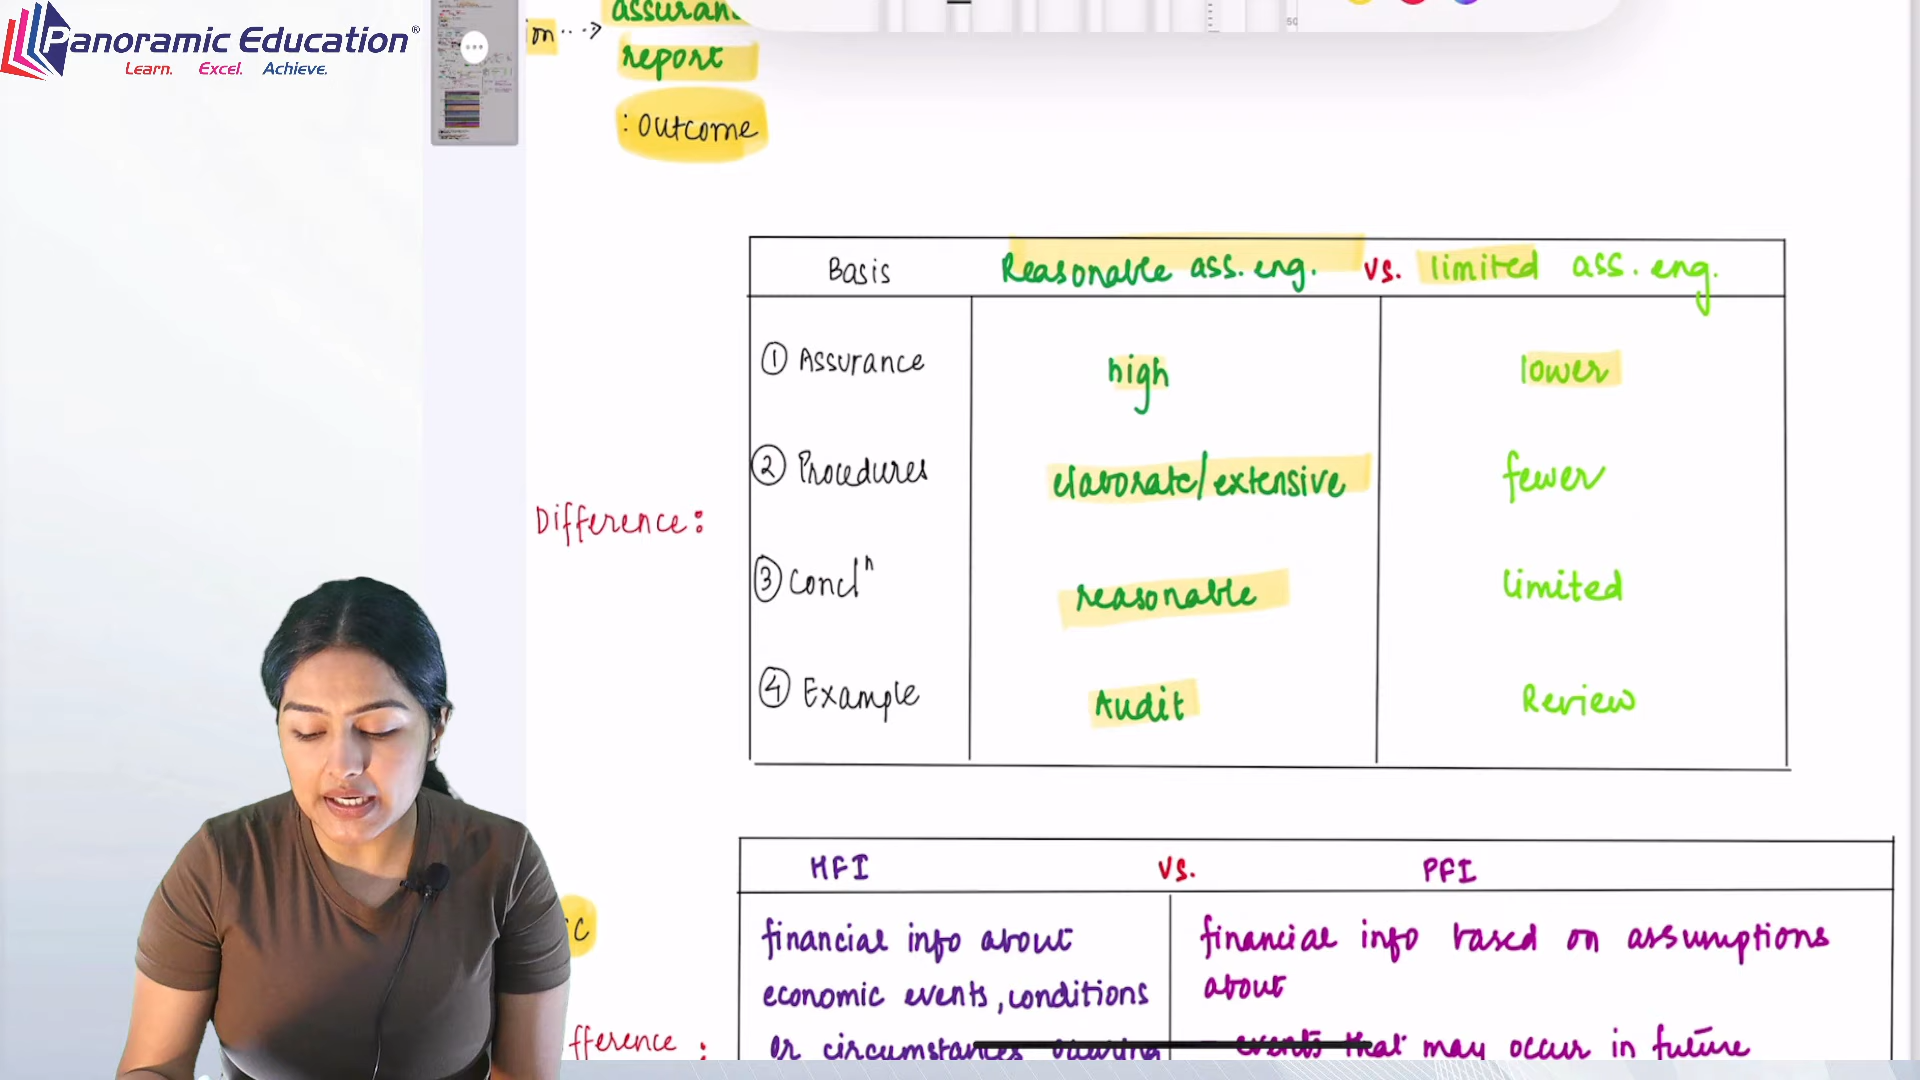 Panoramic Education®
Learn. Excel. Achieve.
assuran
report
: outcome
Basis Reasonable ass. eng. vs. limited ass. eng.
① Assurance high lower
② Procedures elaborate/extensive fewer
Difference:
③ Conclⁿ reasonable limited
④ Example Audit Review
HFI vs. PFI
financial info about
economic events, conditions
or circumstances
financial info based on assumptions
about
events that may occur in future
fference :